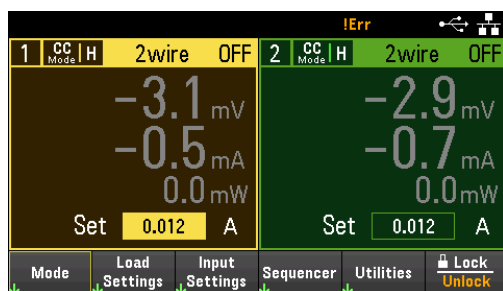 !Err
1 CC Mode H 2wire OFF
-3.1 mV
-0.5 mA
0.0 mW
Set 0.012 A
2 CC Mode H 2wire OFF
-2.9 mV
-0.7 mA
0.0 mW
Set 0.012 A
Mode
Load Settings
Input Settings
Sequencer
Utilities
Lock
Unlock